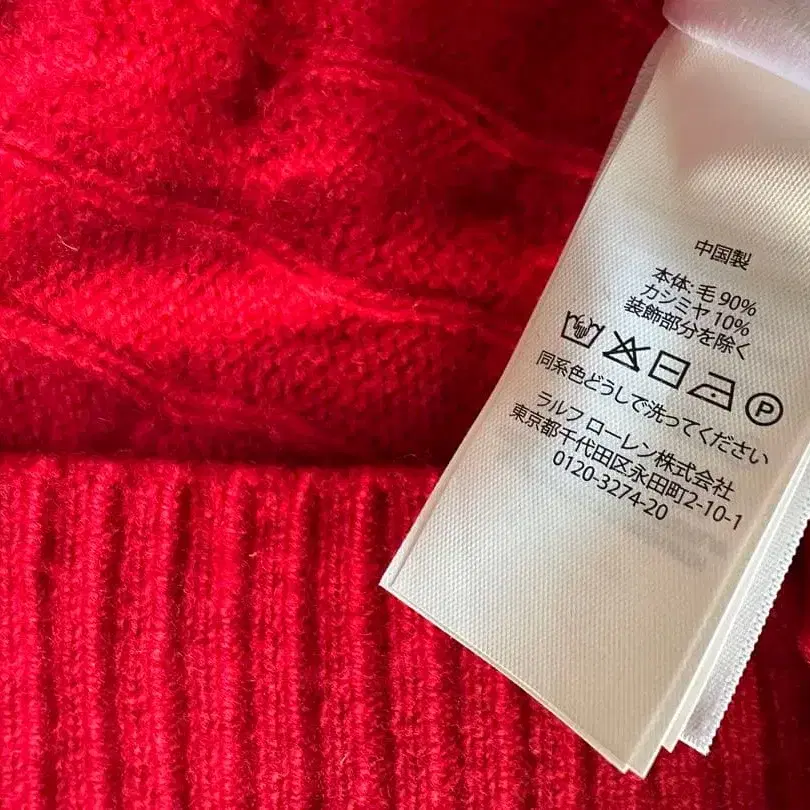 中国製
本体: 毛 90%
カシミヤ 10%
装飾部分を除く
P
同系色どうしで洗ってください
ラルフ ローレン株式会社
東京都千代田区永田町2-10-1
0120-3274-20